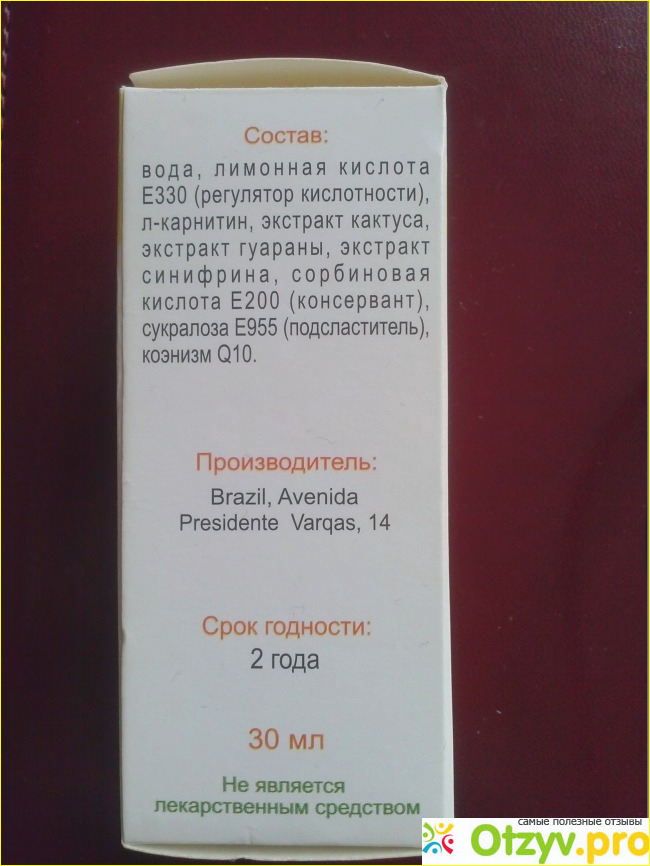 Состав:
вода, лимонная кислота
Е330 (регулятор кислотности),
л-карнитин, экстракт кактуса,
экстракт гуараны, экстракт
синифрина, сорбиновая
кислота Е200 (консервант),
сукралоза Е955 (подсластитель),
коэнизм Q10.
Производитель:
Brazil, Avenida
Presidente Varqas, 14
Срок годности:
2 года
30 мл
Не является
лекарственным средством
самые полезные отзывы
Otzyv.pro